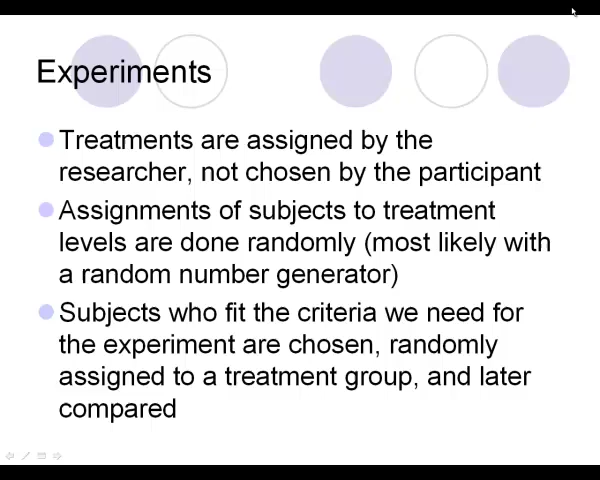 Experiments
Treatments are assigned by the
researcher, not chosen by the participant
Assignments of subjects to treatment
levels are done randomly (most likely with
a random number generator)
Subjects who fit the criteria we need for
the experiment are chosen, randomly
assigned to a treatment group, and later
compared